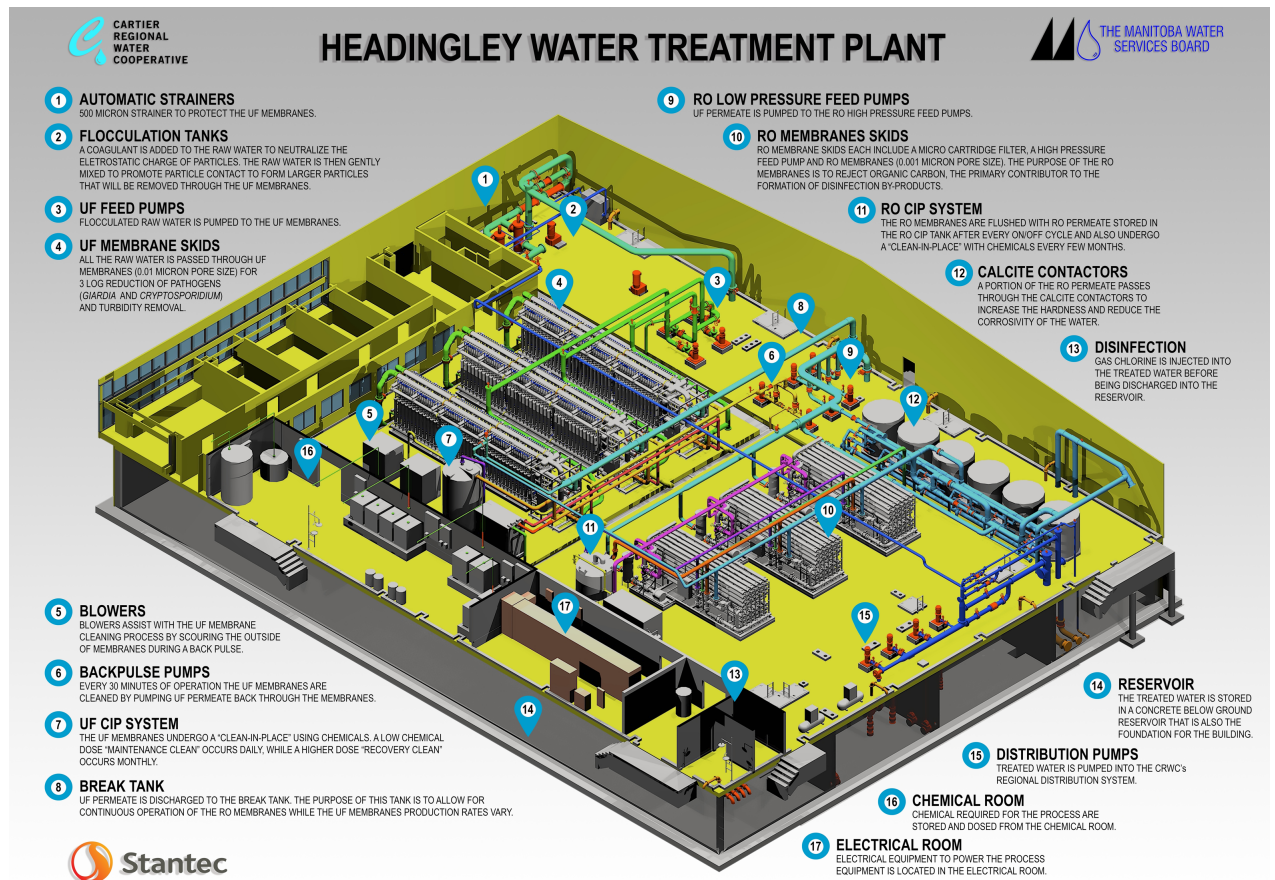 CARTIER
REGIONAL
WATER
COOPERATIVE
HEADINGLEY WATER TREATMENT PLANT
THE MANITOBA WATER
SERVICES BOARD
1 AUTOMATIC STRAINERS
500 MICRON STRAINER TO PROTECT THE UF MEMBRANES.
2 FLOCCULATION TANKS
A COAGULANT IS ADDED TO THE RAW WATER TO NEUTRALIZE THE
ELETROSTATIC CHARGE OF PARTICLES. THE RAW WATER IS THEN GENTLY
MIXED TO PROMOTE PARTICLE CONTACT TO FORM LARGER PARTICLES
THAT WILL BE REMOVED THROUGH THE UF MEMBRANES.
3 UF FEED PUMPS
FLOCCULATED RAW WATER IS PUMPED TO THE UF MEMBRANES.
4 UF MEMBRANE SKIDS
ALL THE RAW WATER IS PASSED THROUGH UF
MEMBRANES (0.01 MICRON PORE SIZE) FOR
3 LOG REDUCTION OF PATHOGENS
(GIARDIA AND CRYPTOSPORIDIUM)
AND TURBIDITY REMOVAL.
9 RO LOW PRESSURE FEED PUMPS
UF PERMEATE IS PUMPED TO THE RO HIGH PRESSURE FEED PUMPS.
10 RO MEMBRANES SKIDS
RO MEMBRANE SKIDS EACH INCLUDE A MICRO CARTRIDGE FILTER, A HIGH PRESSURE
FEED PUMP AND RO MEMBRANES (0.001 MICRON PORE SIZE). THE PURPOSE OF THE RO
MEMBRANES IS TO REJECT ORGANIC CARBON, THE PRIMARY CONTRIBUTOR TO THE
FORMATION OF DISINFECTION BY-PRODUCTS.
11 RO CIP SYSTEM
THE RO MEMBRANES ARE FLUSHED WITH RO PERMEATE STORED IN
THE RO CIP TANK AFTER EVERY ON/OFF CYCLE AND ALSO UNDERGO
A “CLEAN-IN-PLACE” WITH CHEMICALS EVERY FEW MONTHS.
12 CALCITE CONTACTORS
A PORTION OF THE RO PERMEATE PASSES
THROUGH THE CALCITE CONTACTORS TO
INCREASE THE HARDNESS AND REDUCE THE
CORROSIVITY OF THE WATER.
13 DISINFECTION
GAS CHLORINE IS INJECTED INTO
THE TREATED WATER BEFORE
BEING DISCHARGED INTO THE
RESERVOIR.
1
2
3
4
8
6
9
12
5
7
16
10
11
17
15
13
14
5 BLOWERS
BLOWERS ASSIST WITH THE UF MEMBRANE
CLEANING PROCESS BY SCOURING THE OUTSIDE
OF MEMBRANES DURING A BACK PULSE.
6 BACKPULSE PUMPS
EVERY 30 MINUTES OF OPERATION THE UF MEMBRANES ARE
CLEANED BY PUMPING UF PERMEATE BACK THROUGH THE MEMBRANES.
7 UF CIP SYSTEM
THE UF MEMBRANES UNDERGO A “CLEAN-IN-PLACE” USING CHEMICALS. A LOW CHEMICAL
DOSE “MAINTENANCE CLEAN” OCCURS DAILY, WHILE A HIGHER DOSE “RECOVERY CLEAN”
OCCURS MONTHLY.
8 BREAK TANK
UF PERMEATE IS DISCHARGED TO THE BREAK TANK. THE PURPOSE OF THIS TANK IS TO ALLOW FOR
CONTINUOUS OPERATION OF THE RO MEMBRANES WHILE THE UF MEMBRANES PRODUCTION RATES VARY.
14 RESERVOIR
THE TREATED WATER IS STORED
IN A CONCRETE BELOW GROUND
RESERVOIR THAT IS ALSO THE
FOUNDATION FOR THE BUILDING.
15 DISTRIBUTION PUMPS
TREATED WATER IS PUMPED INTO THE CRWC's
REGIONAL DISTRIBUTION SYSTEM.
16 CHEMICAL ROOM
CHEMICAL REQUIRED FOR THE PROCESS ARE
STORED AND DOSED FROM THE CHEMICAL ROOM.
17 ELECTRICAL ROOM
ELECTRICAL EQUIPMENT TO POWER THE PROCESS
EQUIPMENT IS LOCATED IN THE ELECTRICAL ROOM.
Stantec